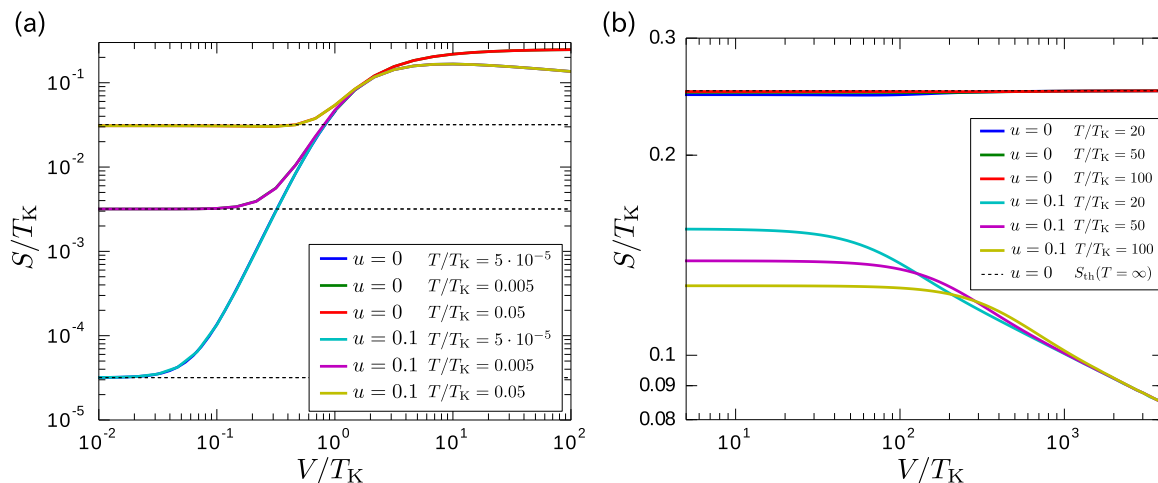 (a)
S/T_K
10^-1
10^-2
10^-3
10^-4
10^-5
u = 0 T/T_K = 5 · 10^-5
u = 0 T/T_K = 0.005
u = 0 T/T_K = 0.05
u = 0.1 T/T_K = 5 · 10^-5
u = 0.1 T/T_K = 0.005
u = 0.1 T/T_K = 0.05
10^-2 10^-1 10^0 10^1 10^2
V/T_K
(b)
S/T_K
0.3
0.2
0.1
0.09
0.08
u = 0 T/T_K = 20
u = 0 T/T_K = 50
u = 0 T/T_K = 100
u = 0.1 T/T_K = 20
u = 0.1 T/T_K = 50
u = 0.1 T/T_K = 100
u = 0 S_th(T = ∞)
10^1 10^2 10^3
V/T_K